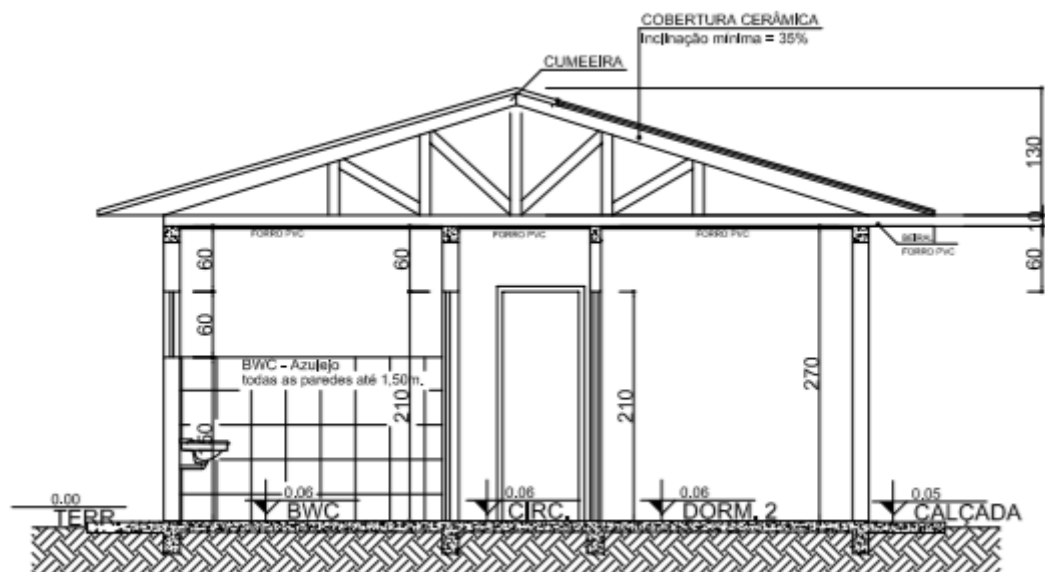 COBERTURA CERÂMICA
Inclinação mínima = 35%
CUMEEIRA
130
10
60
FORRO PVC
FORRO PVC
FORRO PVC
BEIRAL
FORRO PVC
60
60
60
BWC - Azulejo
todas as paredes até 1,50m.
210
210
270
0.00
TERR.
0.06
BWC
0.06
CIRC.
0.06
DORM. 2
0.05
CALÇADA